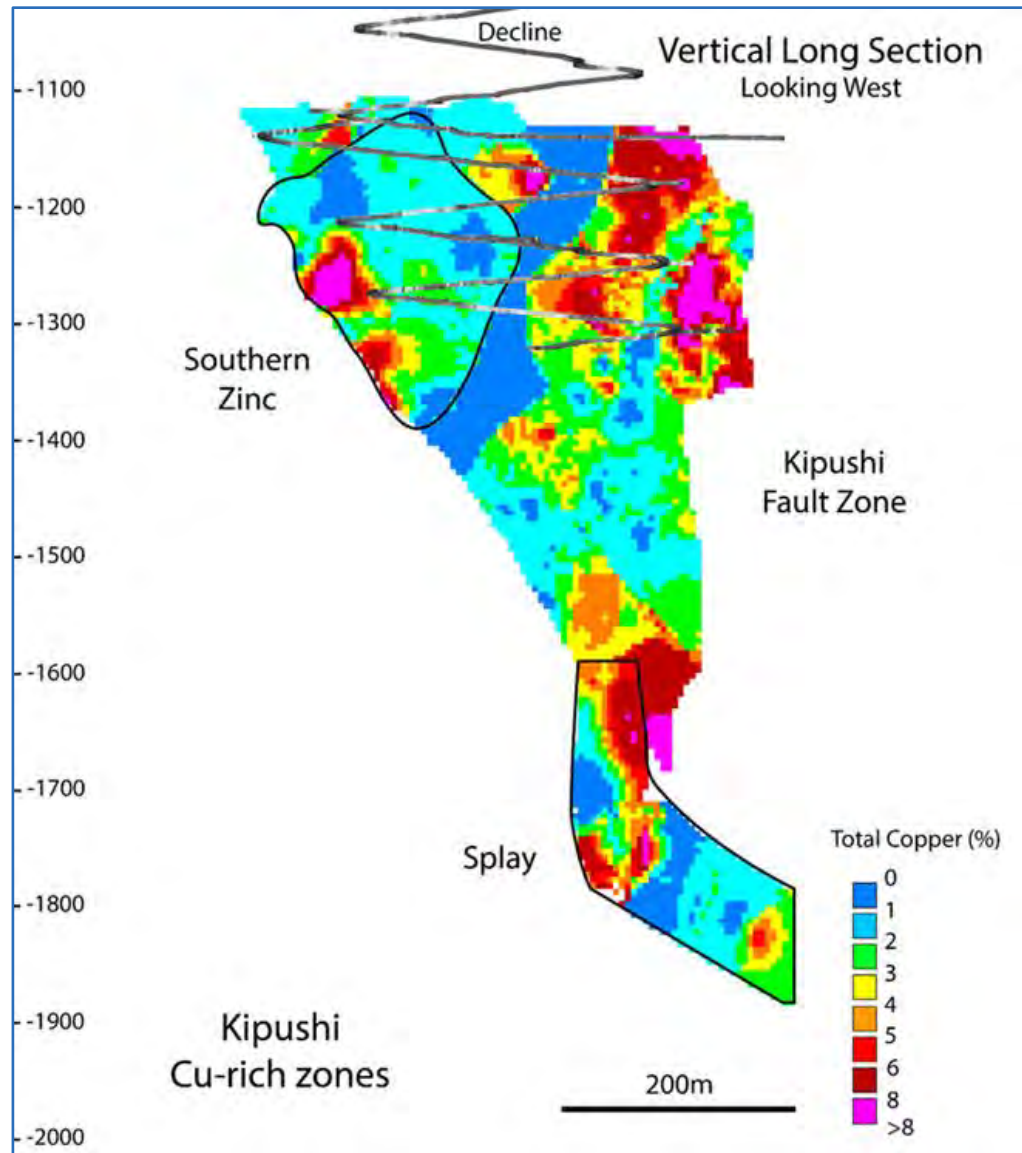 Decline
Vertical Long Section
Looking West
-1100
-1200
-1300
Southern
Zinc
-1400
Kipushi
Fault Zone
-1500
-1600
-1700
Splay
Total Copper (%)
0
1
2
3
4
5
6
8
>8
-1800
-1900
Kipushi
Cu-rich zones
200m
-2000